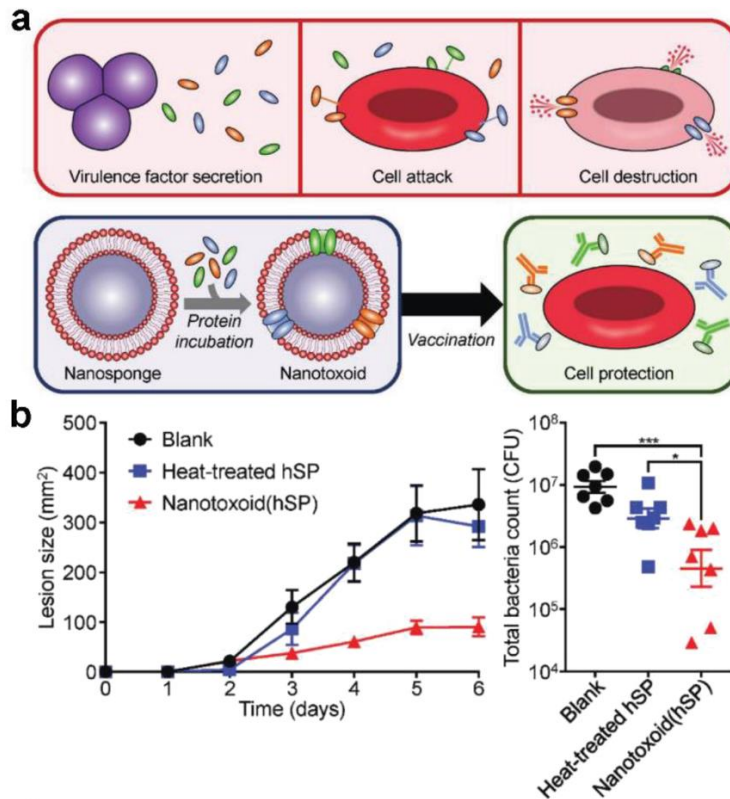 a
Virulence factor secretion
Cell attack
Cell destruction
Protein
incubation
Nanosponge
Nanotoxoid
Vaccination
Cell protection
b
500
400
300
200
100
0
Lesion size (mm²)
Blank
Heat-treated hSP
Nanotoxoid(hSP)
0 1 2 3 4 5 6
Time (days)
10⁸
10⁷
10⁶
10⁵
10⁴
Total bacteria count (CFU)
***
*
Blank
Heat-treated hSP
Nanotoxoid(hSP)